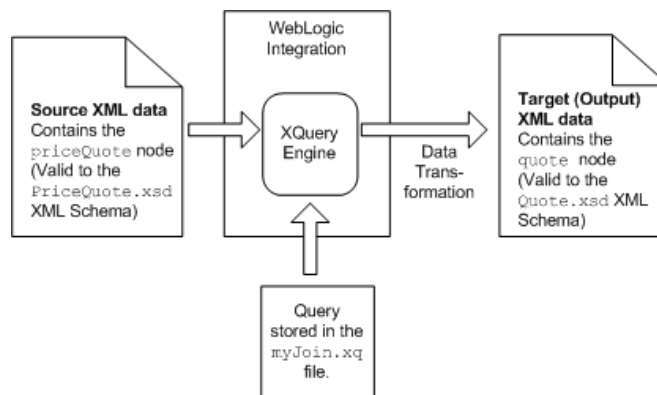 WebLogic
Integration
Source XML data
Contains the
priceQuote node
(Valid to the
PriceQuote.xsd
XML Schema)
XQuery
Engine
Data
Trans-
formation
Target (Output)
XML data
Contains the
quote node
(Valid to the
Quote.xsd XML
Schema)
Query
stored in the
myJoin.xq
file.